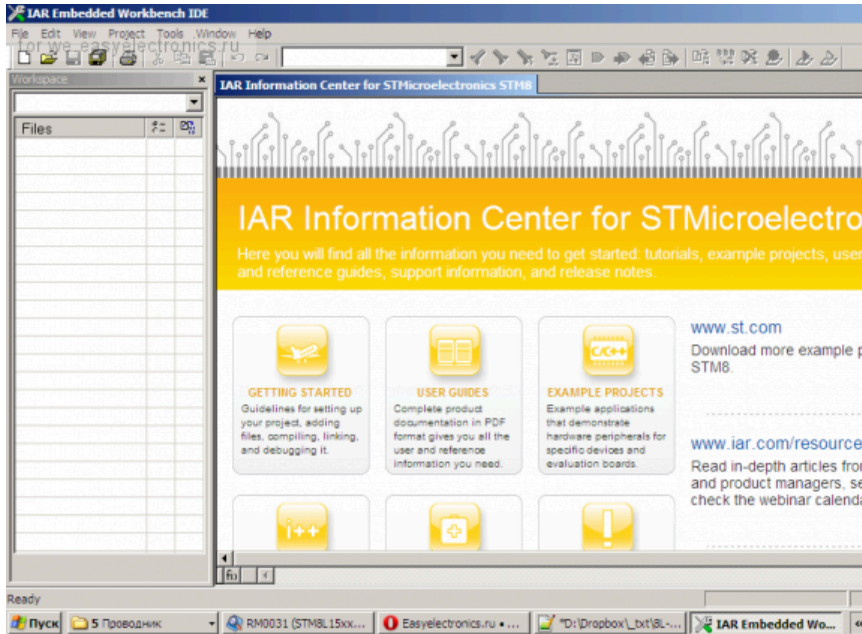 IAR Embedded Workbench IDE
File Edit View Project Tools Window Help
for we.easyelectronics.ru
Workspace
IAR Information Center for STMicroelectronics STM8
Files
IAR Information Center for STMicroelectro
Here you will find all the information you need to get started: tutorials, example projects, user
and reference guides, support information, and release notes.
GETTING STARTED
Guidelines for setting up
your project, adding
files, compiling, linking,
and debugging it.
USER GUIDES
Complete product
documentation in PDF
format gives you all the
user and reference
information you need.
C/C++
EXAMPLE PROJECTS
Example applications
that demonstrate
hardware peripherals for
specific devices and
evaluation boards.
www.st.com
Download more example p
STM8.
www.iar.com/resource
Read in-depth articles from
and product managers, se
check the webinar calenda
i++
Ready
Пуск
5 Проводник
RM0031 (STM8L15xx...
Easyelectronics.ru • ...
"D:\Dropbox\_txt\8L-...
IAR Embedded Wo...